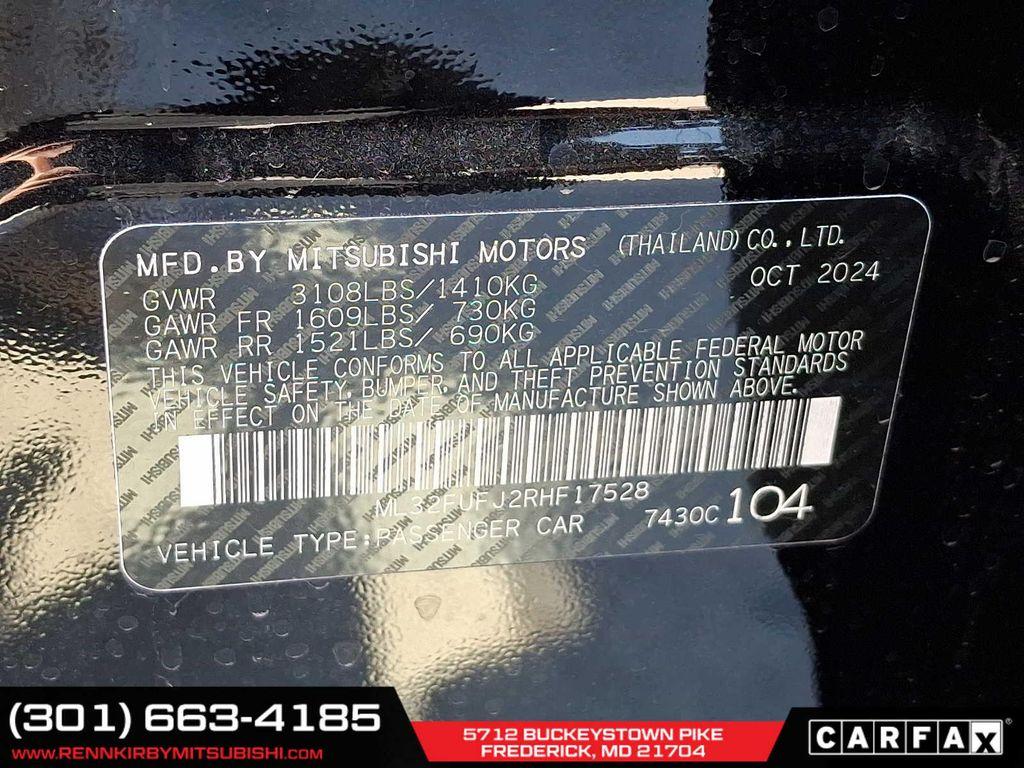 MFD.BY MITSUBISHI MOTORS (THAILAND)CO.,LTD.
OCT 2024
GVWR 3108LBS/1410KG
GAWR FR 1609LBS/ 730KG
GAWR RR 1521LBS/ 690KG
THIS VEHICLE CONFORMS TO ALL APPLICABLE FEDERAL MOTOR
VEHICLE SAFETY, BUMPER, AND THEFT PREVENTION STANDARDS
IN EFFECT ON THE DATE OF MANUFACTURE SHOWN ABOVE.
ML32FUFJ2RHF17528
7430C 104
VEHICLE TYPE:PASSENGER CAR
(301) 663-4185
WWW.RENNKIRBYMITSUBISHI.COM
5712 BUCKEYSTOWN PIKE
FREDERICK, MD 21704
CARFAX